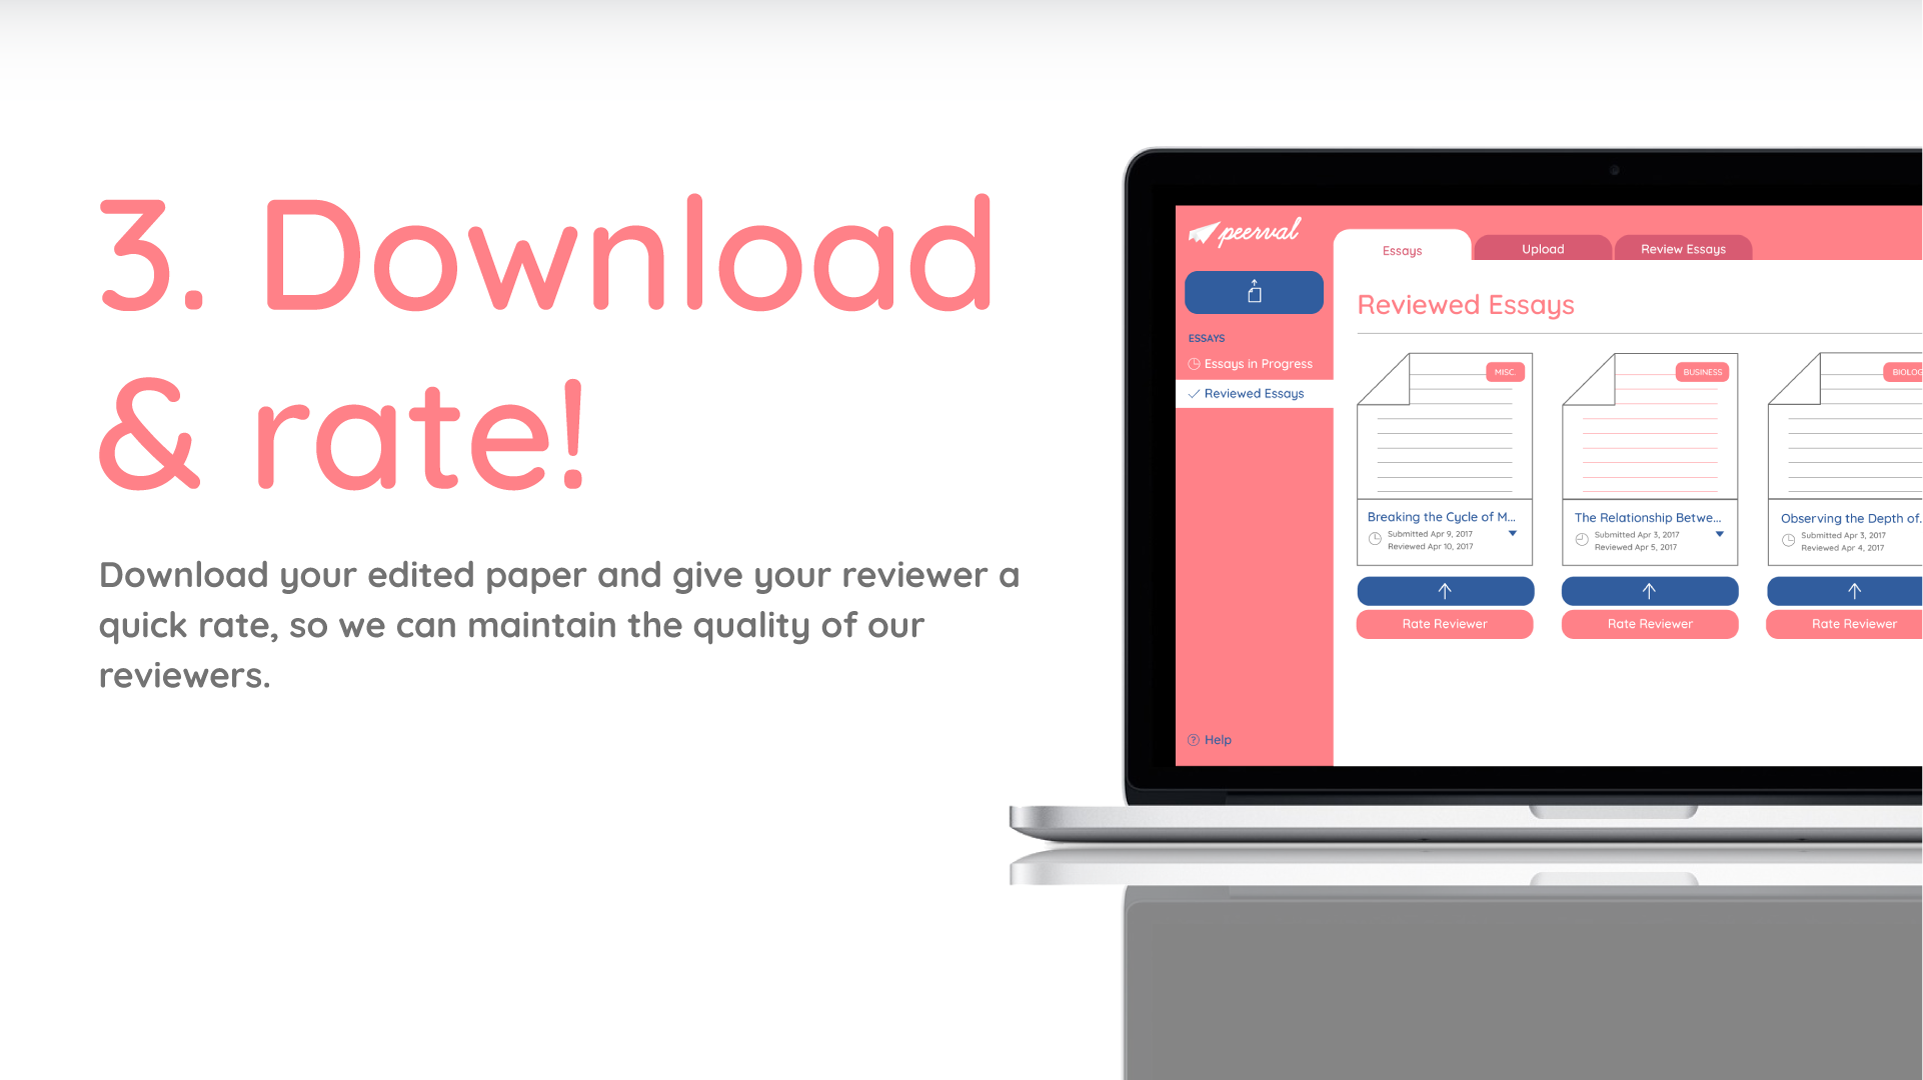 3. Download
& rate!
Download your edited paper and give your reviewer a
quick rate, so we can maintain the quality of our
reviewers.
peerval
Essays
Upload
Review Essays
ESSAYS
Essays in Progress
Reviewed Essays
Help
Reviewed Essays
MISC.
BUSINESS
BIOLOG
Breaking the Cycle of M...
Submitted Apr 9, 2017
Reviewed Apr 10, 2017
The Relationship Betwe...
Submitted Apr 3, 2017
Reviewed Apr 5, 2017
Observing the Depth of.
Submitted Apr 3, 2017
Reviewed Apr 4, 2017
Rate Reviewer
Rate Reviewer
Rate Reviewer